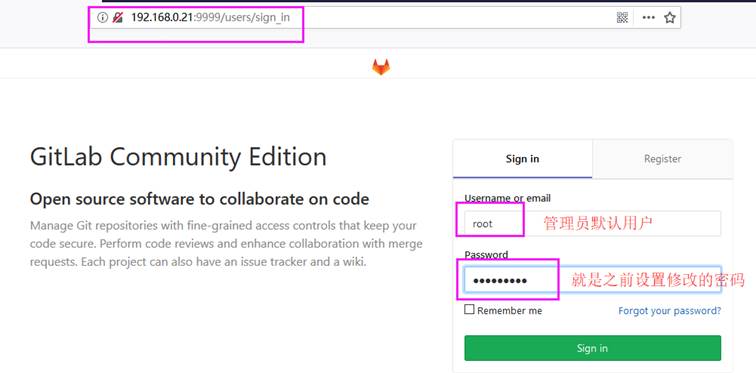 192.168.0.21:9999/users/sign_in
GitLab Community Edition
Open source software to collaborate on code
Manage Git repositories with fine-grained access controls that keep your
code secure. Perform code reviews and enhance collaboration with merge
requests. Each project can also have an issue tracker and a wiki.
Sign in
Register
Username or email
root
管理员默认用户
Password
就是之前设置修改的密码
Remember me
Forgot your password?
Sign in